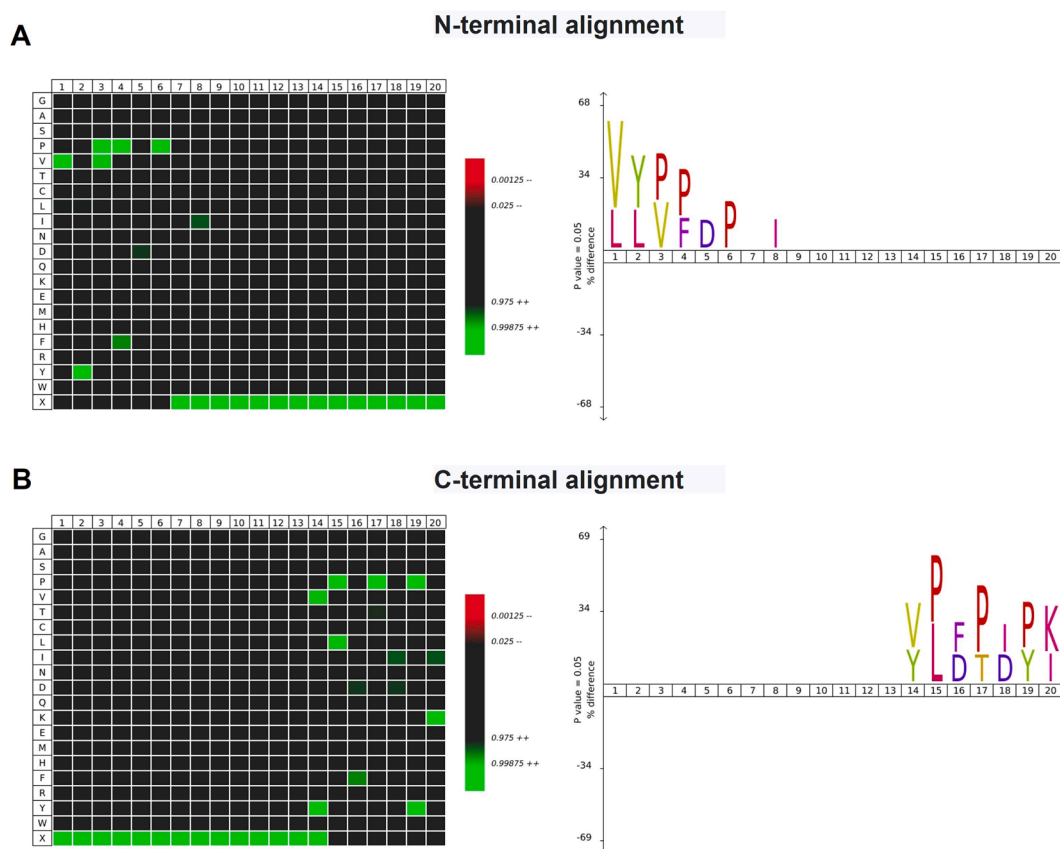 N-terminal alignment
A
1 2 3 4 5 6 7 8 9 10 11 12 13 14 15 16 17 18 19 20
G
A
S
P
V
T
C
L
I
N
D
Q
K
E
M
H
F
R
Y
W
X
0.00125 --
0.025 --
0.975 ++
0.99875 ++
68
34
-34
-68
P value = 0.05
% difference
V Y P P
L L V F D P I
1 2 3 4 5 6 7 8 9 10 11 12 13 14 15 16 17 18 19 20
C-terminal alignment
B
1 2 3 4 5 6 7 8 9 10 11 12 13 14 15 16 17 18 19 20
G
A
S
P
V
T
C
L
I
N
D
Q
K
E
M
H
F
R
Y
W
X
0.00125 --
0.025 --
0.975 ++
0.99875 ++
69
34
-34
-69
P value = 0.05
% difference
V P F P I P K
Y L D T D Y I
1 2 3 4 5 6 7 8 9 10 11 12 13 14 15 16 17 18 19 20